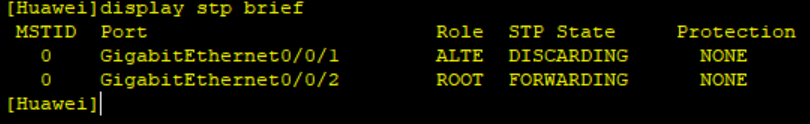 [Huawei]display stp brief
MSTID Port Role STP State Protection
0 GigabitEthernet0/0/1 ALTE DISCARDING NONE
0 GigabitEthernet0/0/2 ROOT FORWARDING NONE
[Huawei]